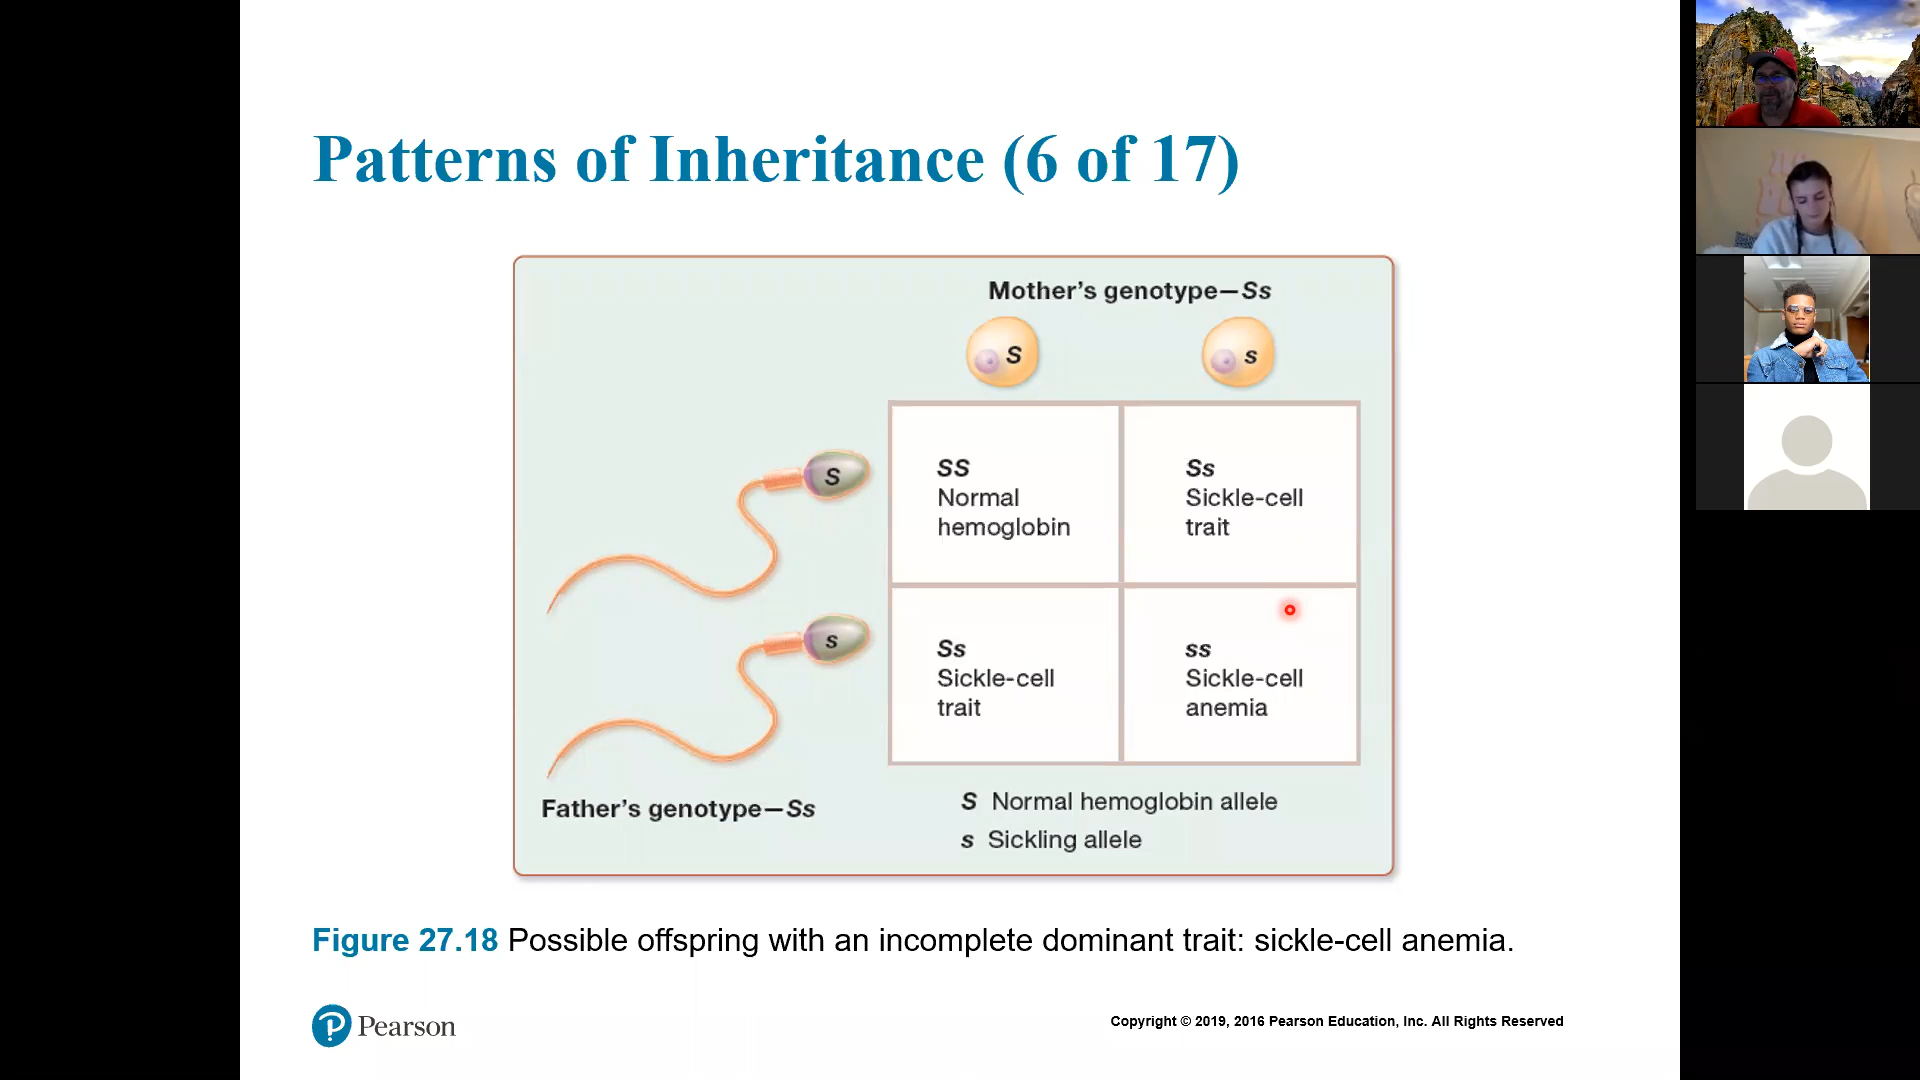 Patterns of Inheritance (6 of 17)
Mother's genotype—Ss
S
s
S
SS
Normal
hemoglobin
Ss
Sickle-cell
trait
s
Ss
Sickle-cell
trait
ss
Sickle-cell
anemia
Father's genotype—Ss
S Normal hemoglobin allele
s Sickling allele
Figure 27.18 Possible offspring with an incomplete dominant trait: sickle-cell anemia.
P Pearson
Copyright © 2019, 2016 Pearson Education, Inc. All Rights Reserved